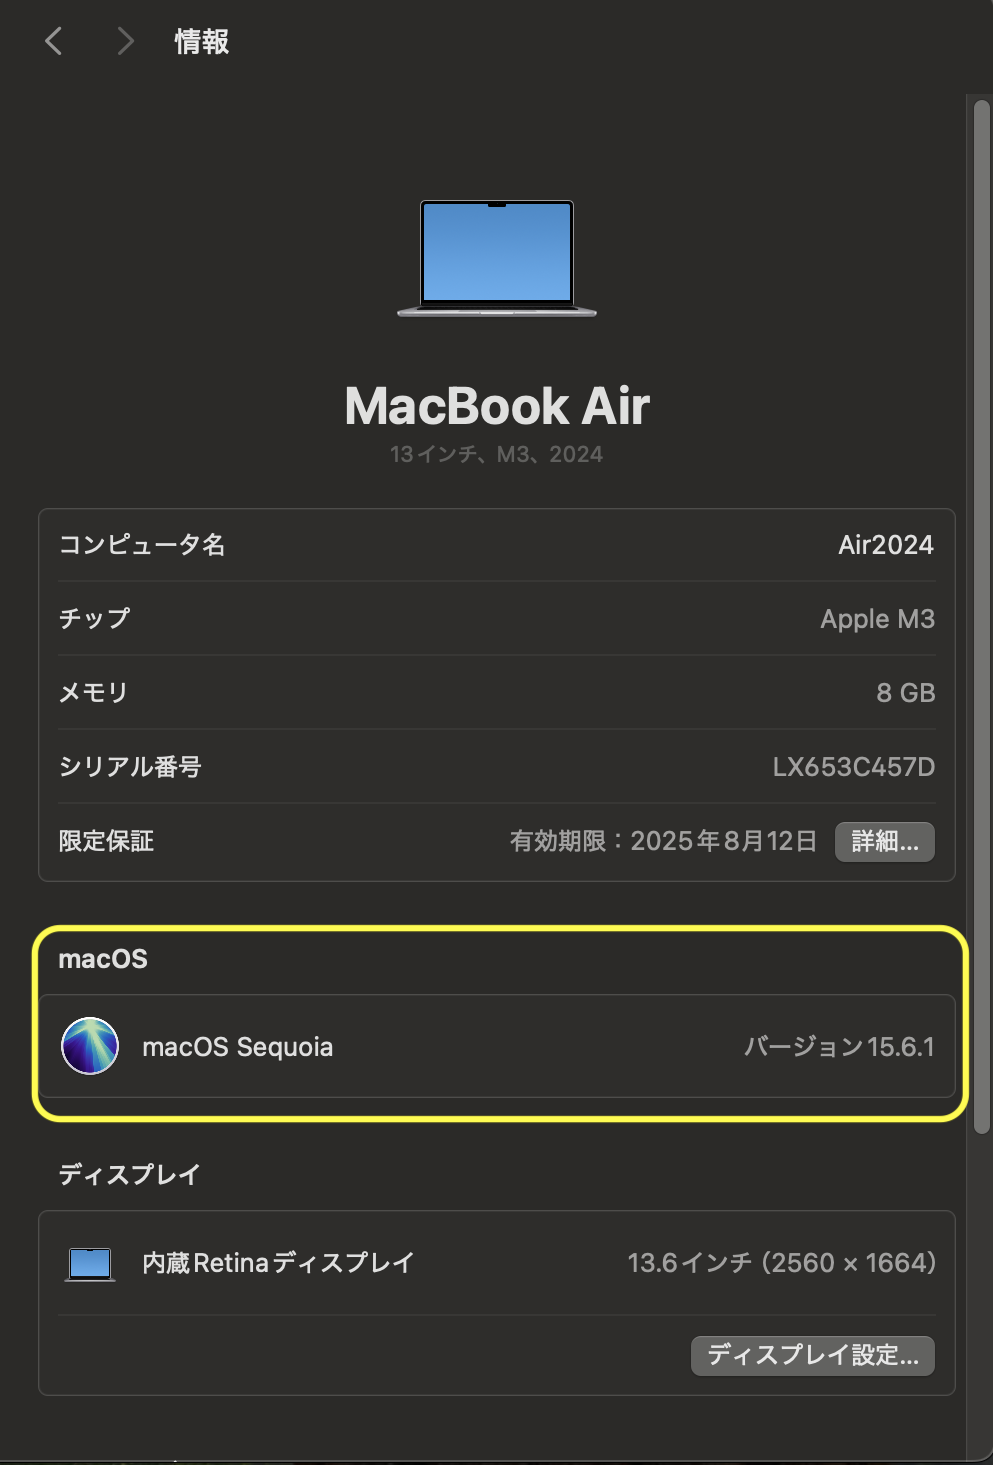 情報
MacBook Air
13インチ、M3、2024
コンピュータ名 Air2024
チップ Apple M3
メモリ 8 GB
シリアル番号 LX653C457D
限定保証 有効期限：2025年8月12日 詳細...
macOS
macOS Sequoia バージョン15.6.1
ディスプレイ
内蔵Retinaディスプレイ 13.6インチ（2560 × 1664）
ディスプレイ設定...